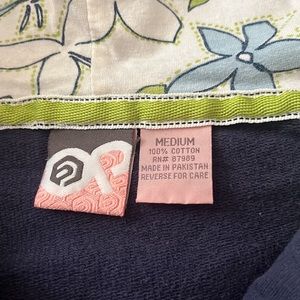 MEDIUM
100% COTTON
RN# 87989
MADE IN PAKISTAN
REVERSE FOR CARE